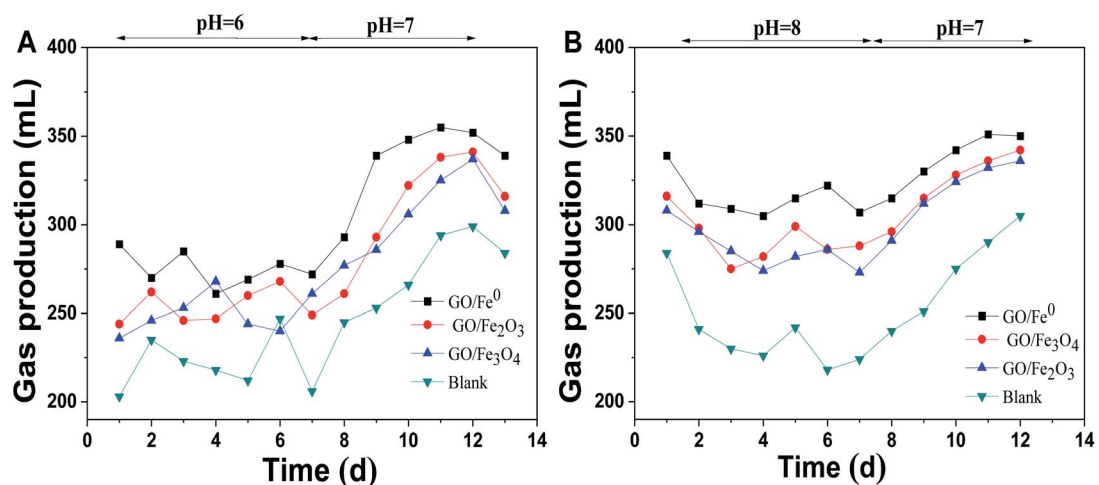 A
pH=6
pH=7
400
350
300
250
200
Gas production (mL)
GO/Fe⁰
GO/Fe₂O₃
GO/Fe₃O₄
Blank
0 2 4 6 8 10 12 14
Time (d)
B
pH=8
pH=7
400
350
300
250
200
Gas production (mL)
GO/Fe⁰
GO/Fe₃O₄
GO/Fe₂O₃
Blank
0 2 4 6 8 10 12 14
Time (d)